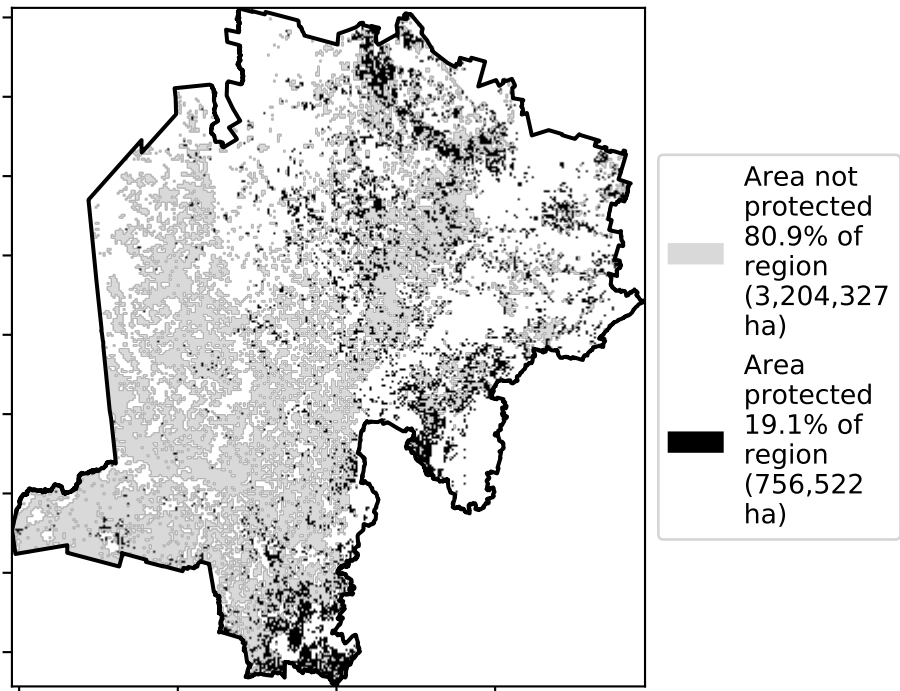 Area not
protected
80.9% of
region
(3,204,327
ha)
Area
protected
19.1% of
region
(756,522
ha)